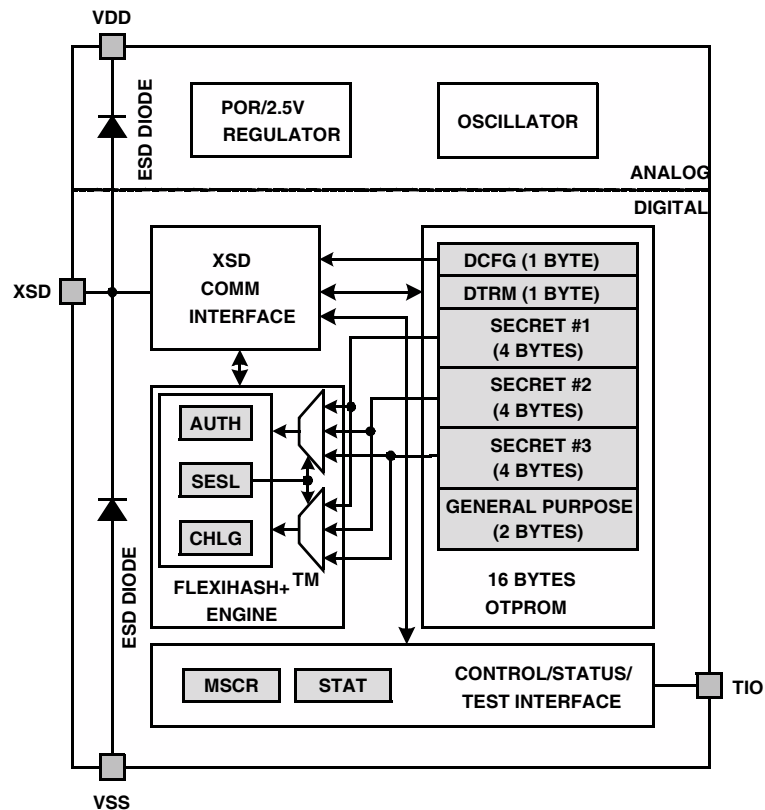 VDD
ESD DIODE
POR/2.5V
REGULATOR
OSCILLATOR
ANALOG
DIGITAL
XSD
XSD
COMM
INTERFACE
DCFG (1 BYTE)
DTRM (1 BYTE)
SECRET #1
(4 BYTES)
SECRET #2
(4 BYTES)
SECRET #3
(4 BYTES)
GENERAL PURPOSE
(2 BYTES)
16 BYTES
OTPROM
AUTH
SESL
CHLG
FLEXIHASH+ TM
ENGINE
ESD DIODE
MSCR
STAT
CONTROL/STATUS/
TEST INTERFACE
TIO
VSS